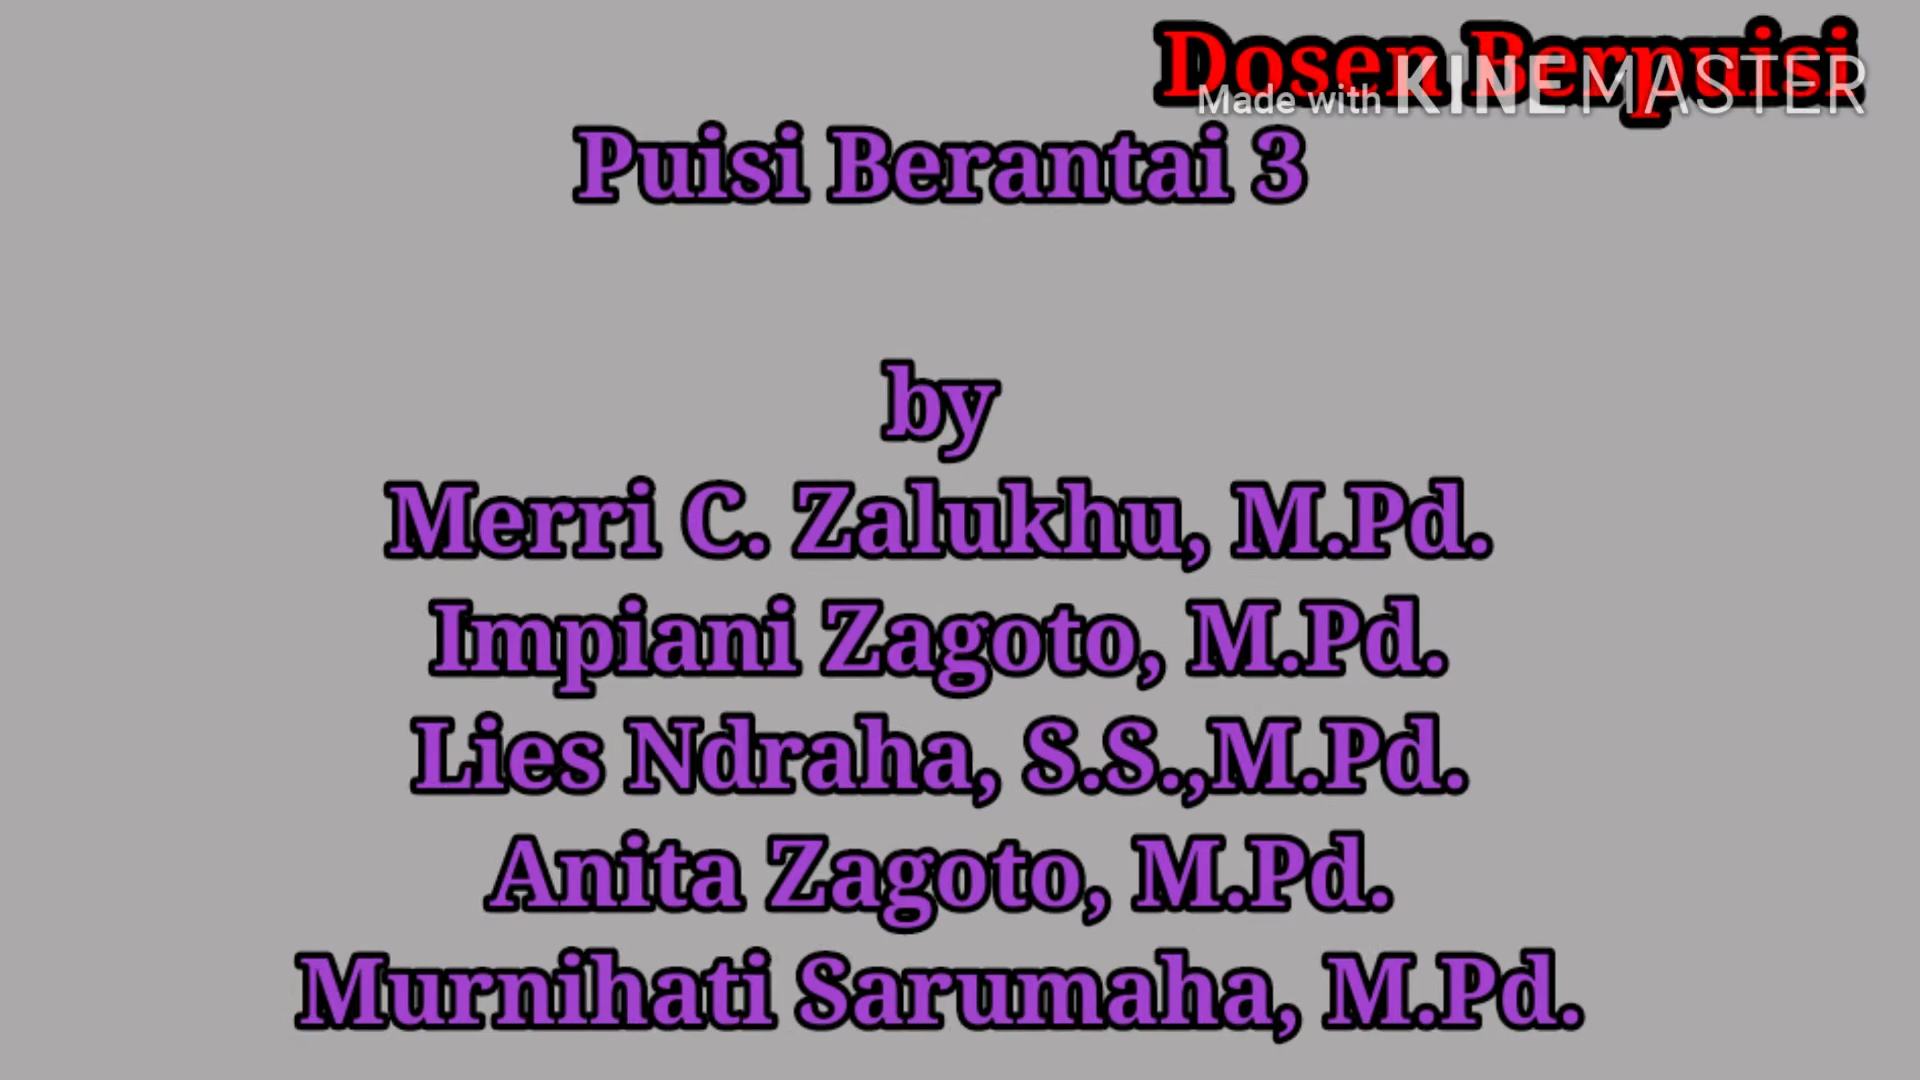 Dosen Berpuisi
Made with KINEMASTER
Puisi Berantai 3
by
Merri C. Zalukhu, M.Pd.
Impiani Zagoto, M.Pd.
Lies Ndraha, S.S.,M.Pd.
Anita Zagoto, M.Pd.
Murnihati Sarumaha, M.Pd.